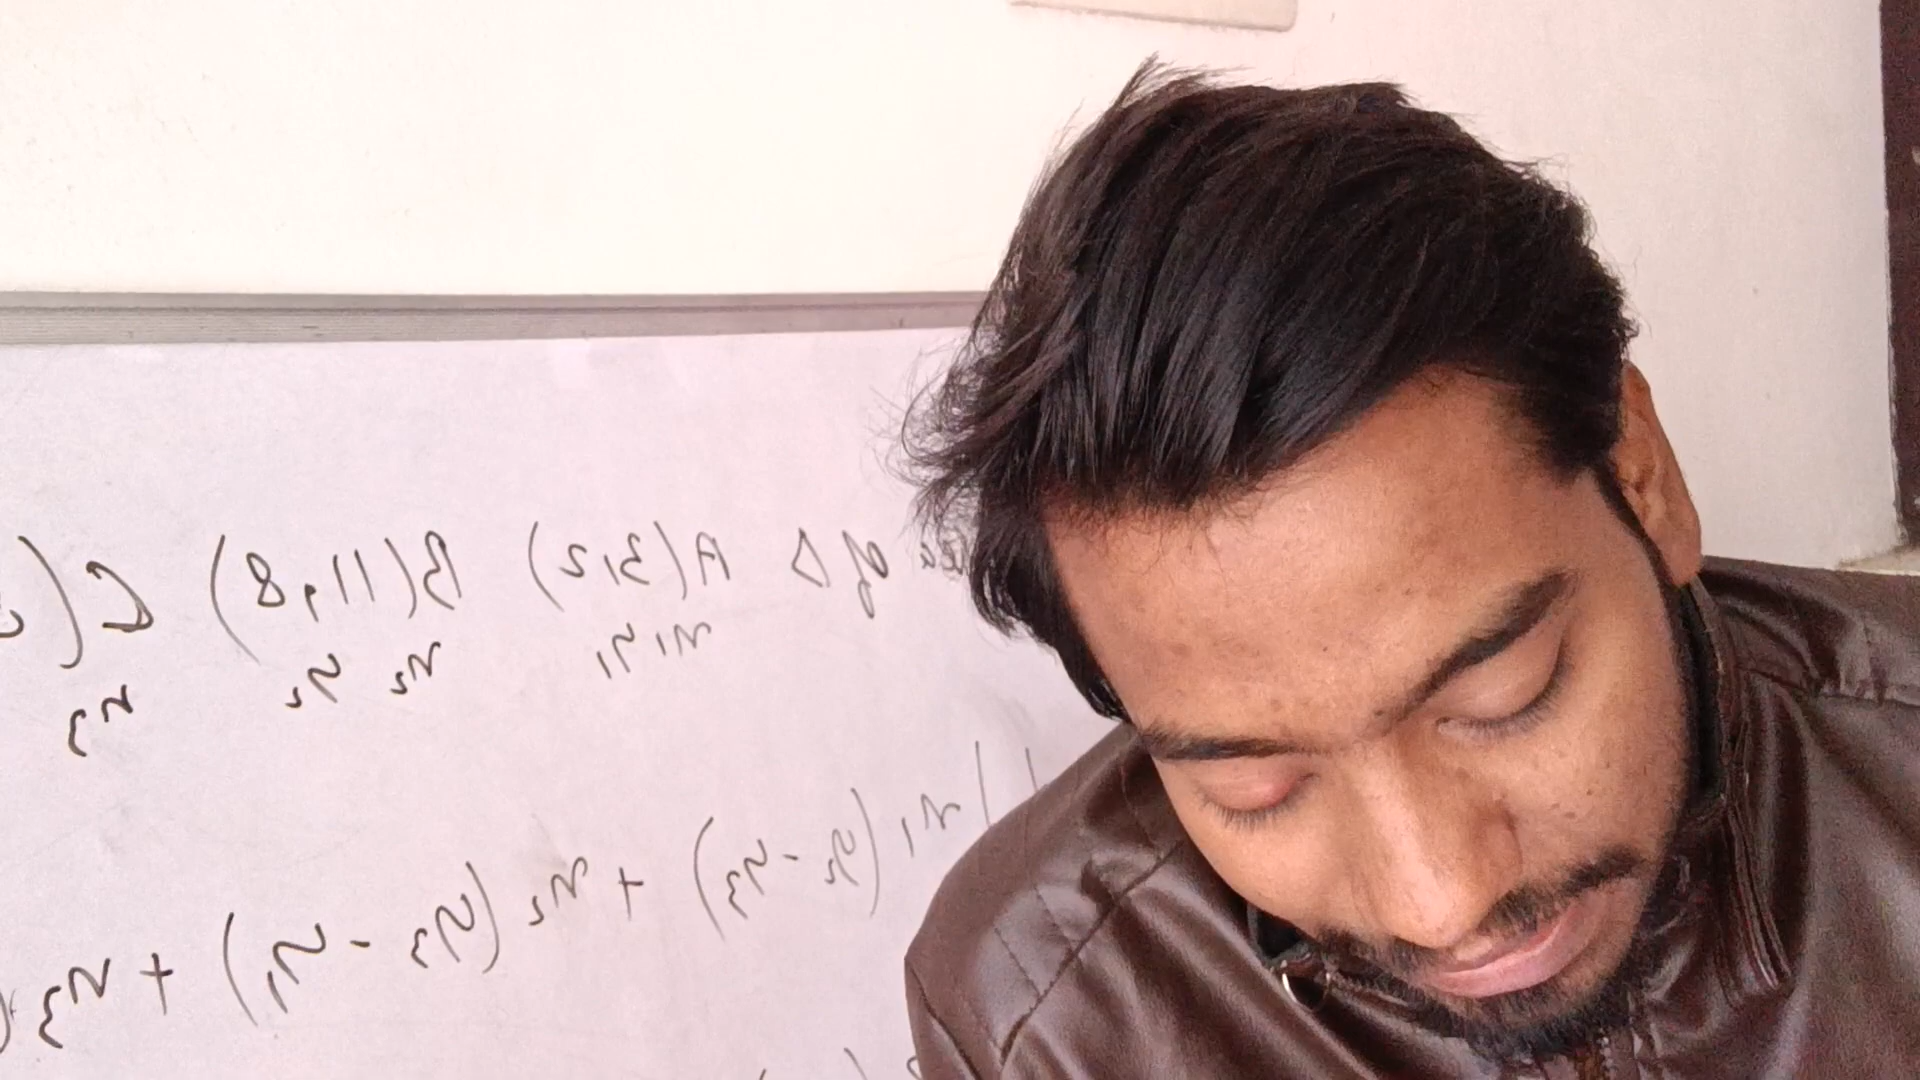 of Δ A(3,2) B(11,8) C(
x₁ y₁ x₂ y₂ x₃
x₁(y₂-y₃) + x₂(y₃-y₁) + x₃